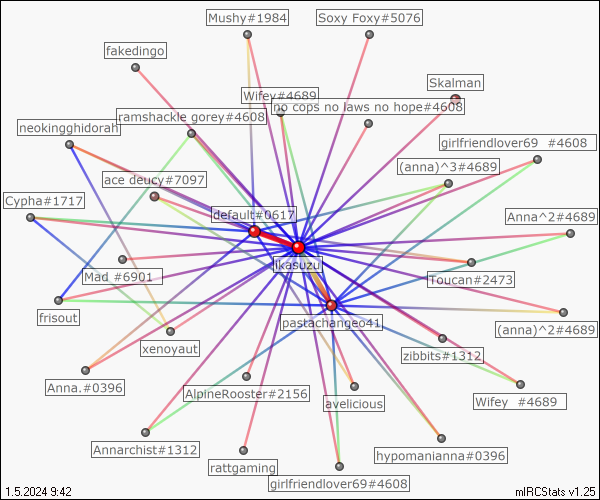 Mushy#1984
Soxy Foxy#5076
fakedingo
Skalman
Wifey#4689
no cops no laws no hope#4608
ramshackle gorey#4608
neokingghidorah
girlfriendlover69 #4608
(anna)^3#4689
ace deucy#7097
Cypha#1717
default#0617
Anna^2#4689
ikasuzu
Mad #6901
Toucan#2473
frisout
pastachangeo41
(anna)^2#4689
xenoyaut
zibbits#1312
Anna.#0396
AlpineRooster#2156
avelicious
Wifey #4689
Annarchist#1312
hypomanianna#0396
rattgaming
girlfriendlover69#4608
1.5.2024 9:42
mIRCStats v1.25